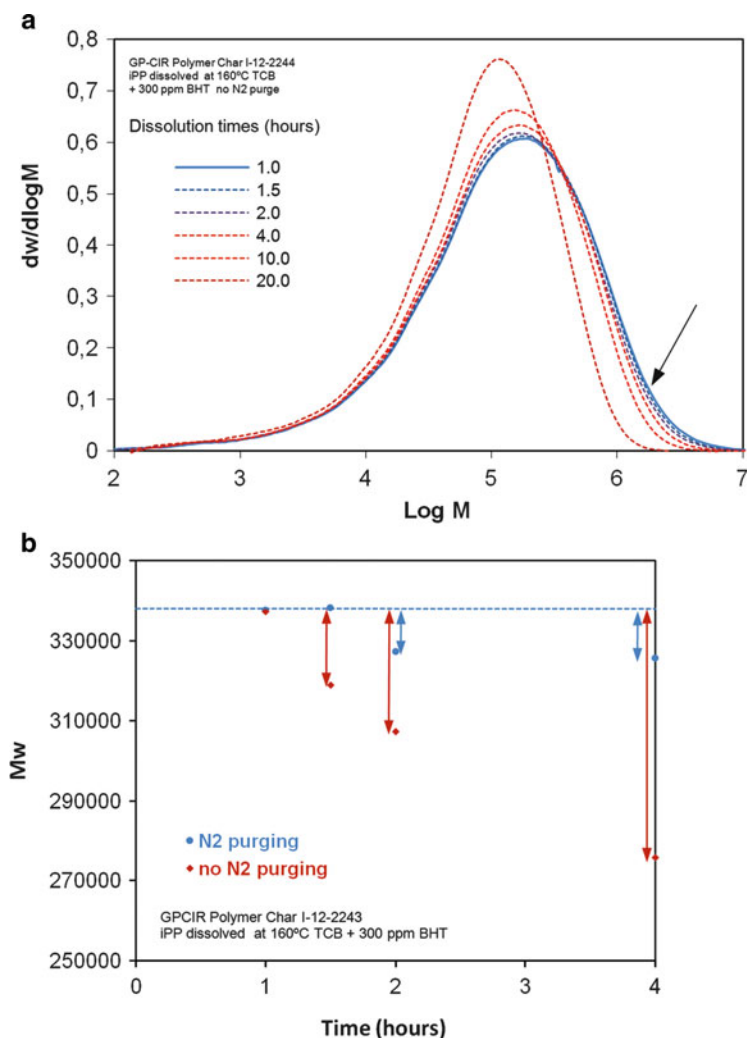 a
0,8
0,7
0,6
0,5
0,4
0,3
0,2
0,1
0
dw/dlogM
GP-CIR Polymer Char I-12-2244
iPP dissolved at 160ºC TCB
+ 300 ppm BHT no N2 purge
Dissolution times (hours)
1.0
1.5
2.0
4.0
10.0
20.0
2 3 4 5 6 7
Log M
b
350000
330000
310000
290000
270000
250000
Mw
N2 purging
no N2 purging
GPCIR Polymer Char I-12-2243
iPP dissolved at 160ºC TCB + 300 ppm BHT
0 1 2 3 4
Time (hours)